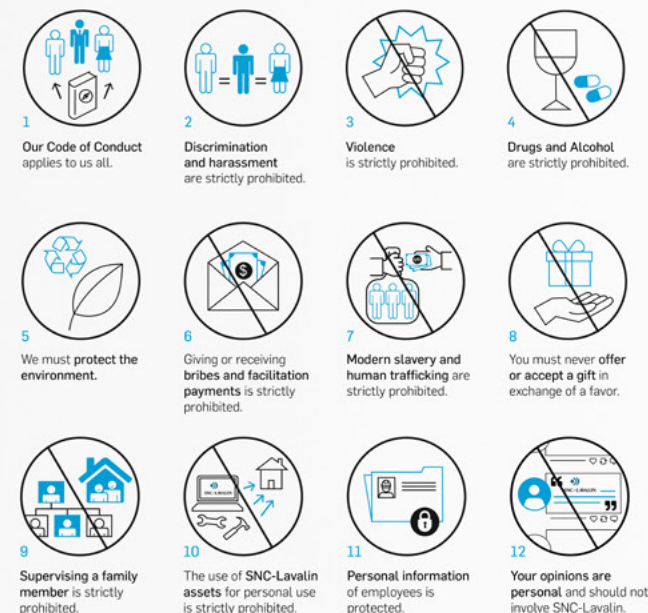 1
Our Code of Conduct
applies to us all.
2
Discrimination
and harassment
are strictly prohibited.
3
Violence
is strictly prohibited.
4
Drugs and Alcohol
are strictly prohibited.
5
We must protect the
environment.
$
6
Giving or receiving
bribes and facilitation
payments is strictly
prohibited.
7
Modern slavery and
human trafficking are
strictly prohibited.
8
You must never offer
or accept a gift in
exchange of a favor.
9
Supervising a family
member is strictly
prohibited.
SNC-LAVALIN
10
The use of SNC-Lavalin
assets for personal use
is strictly prohibited.
11
Personal information
of employees is
protected.
SNC-LAVALIN
12
Your opinions are
personal and should not
involve SNC-Lavalin.